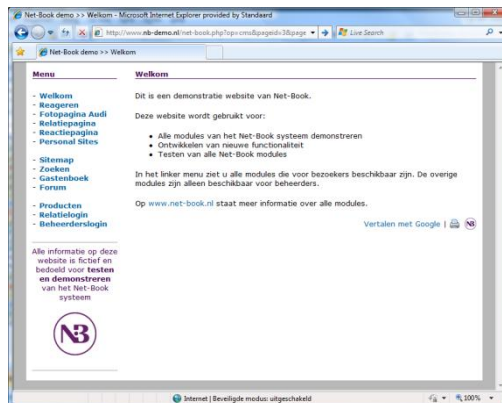 Net-Book demo >> Welkom - Microsoft Internet Explorer provided by Standaard
http://www.nb-demo.nl/net-book.php?op=cms&pageid=3&page
Live Search
Net-Book demo >> Welkom
Menu
- Welkom
- Reageren
- Fotopagina Audi
- Relatiepagina
- Reactiepagina
- Personal Sites
- Sitemap
- Zoeken
- Gastenboek
- Forum
- Producten
- Relatielogin
- Beheerderslogin
Alle informatie op deze
website is fictief en
bedoeld voor testen
en demonstreren
van het Net-Book
systeem
NB
Welkom
Dit is een demonstratie website van Net-Book.
Deze website wordt gebruikt voor:
Alle modules van het Net-Book systeem demonstreren
Ontwikkelen van nieuwe functionaliteit
Testen van alle Net-Book modules
In het linker menu ziet u alle modules die voor bezoekers beschikbaar zijn. De overige
modules zijn alleen beschikbaar voor beheerders.
Op www.net-book.nl staat meer informatie over alle modules.
Vertalen met Google | NB
Internet | Beveiligde modus: uitgeschakeld
100%